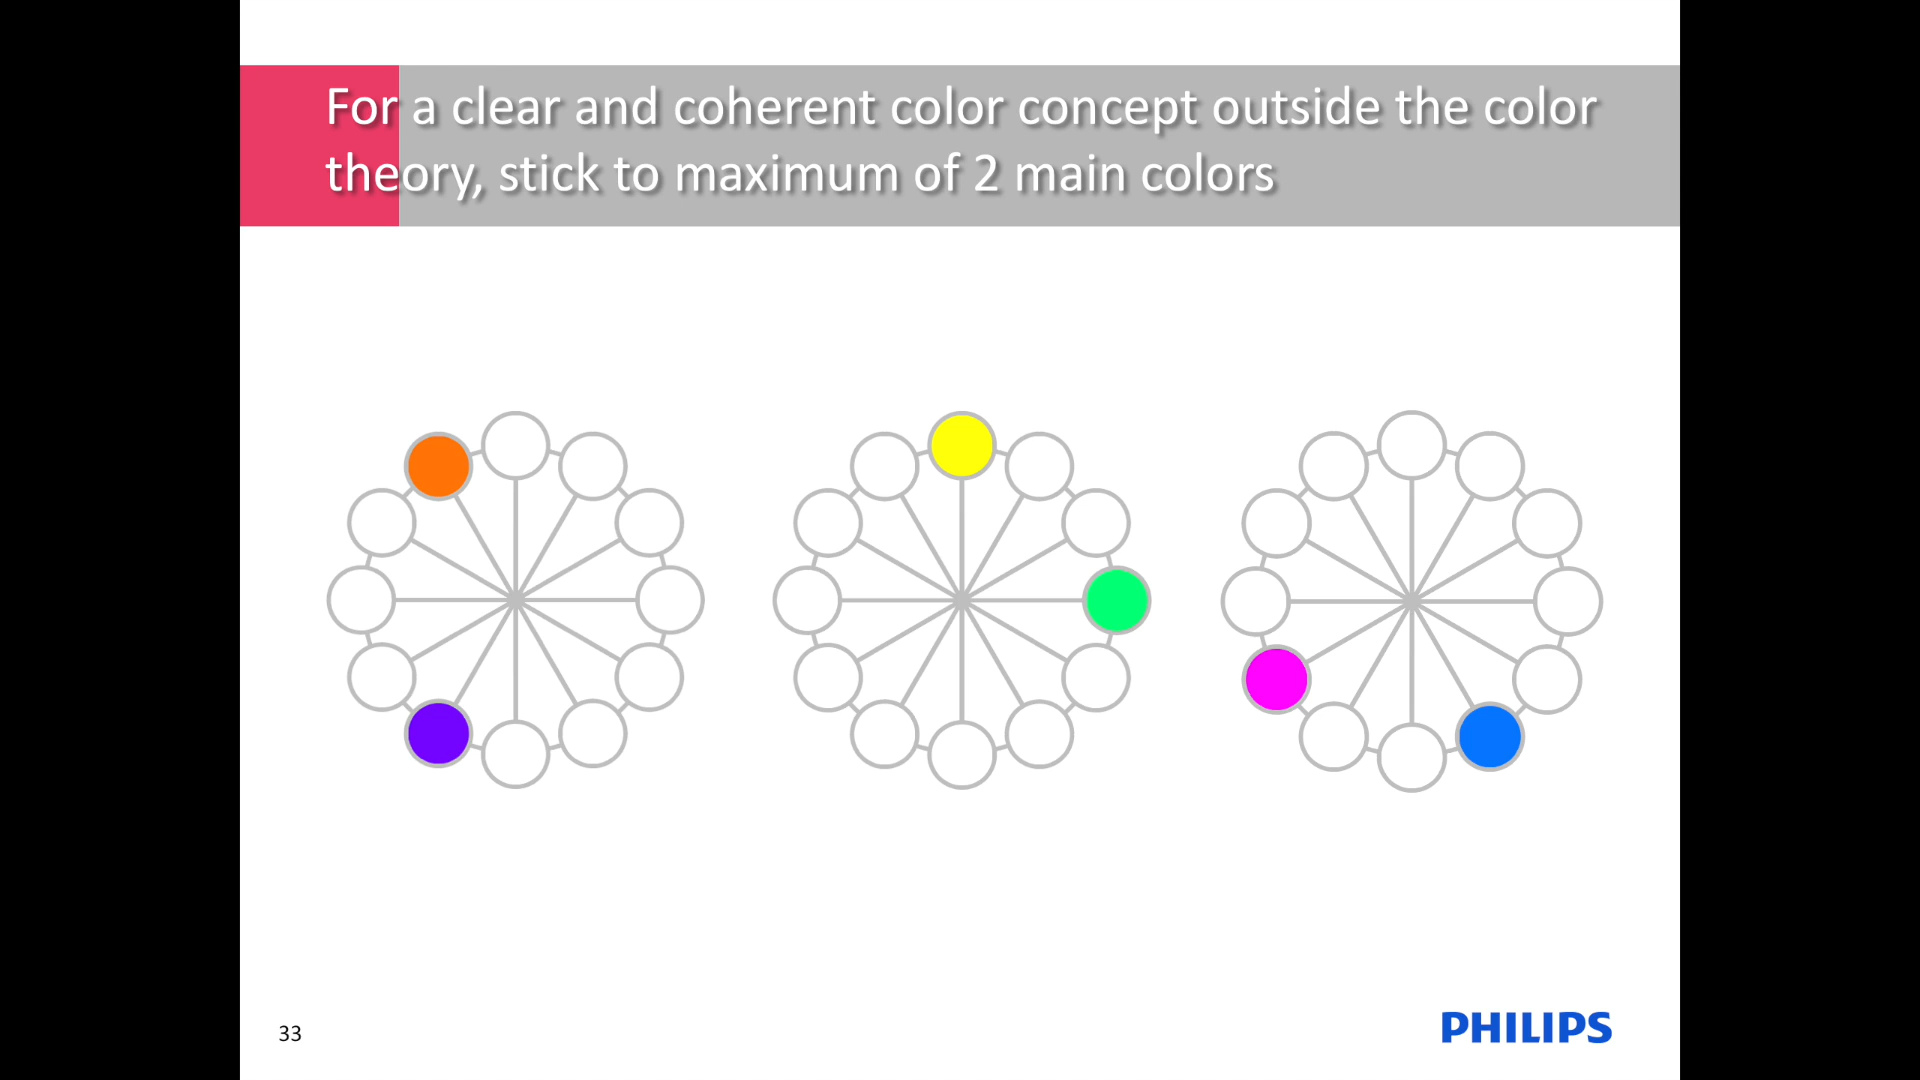 For a clear and coherent color concept outside the color
theory, stick to maximum of 2 main colors
33
PHILIPS